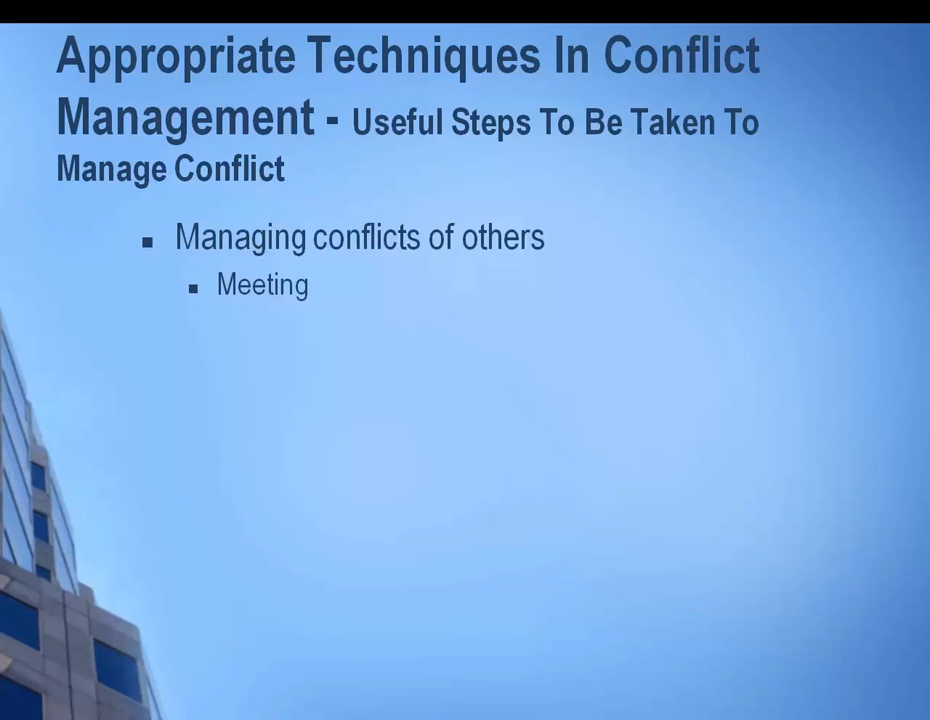 Appropriate Techniques In Conflict
Management - Useful Steps To Be Taken To
Manage Conflict
Managing conflicts of others
Meeting